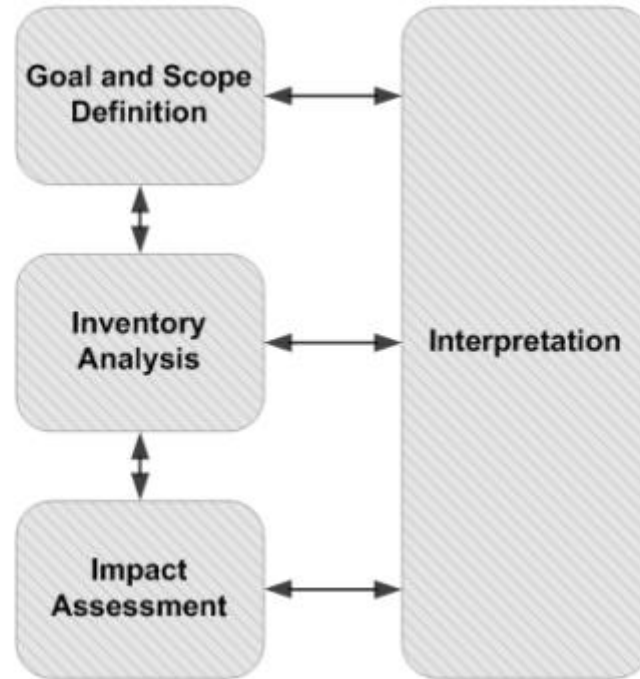 Goal and Scope
Definition
Inventory
Analysis
Interpretation
Impact
Assessment